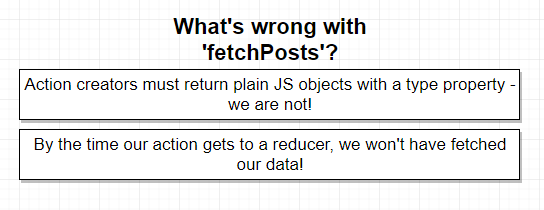 What's wrong with
'fetchPosts'?
Action creators must return plain JS objects with a type property -
we are not!
By the time our action gets to a reducer, we won't have fetched
our data!